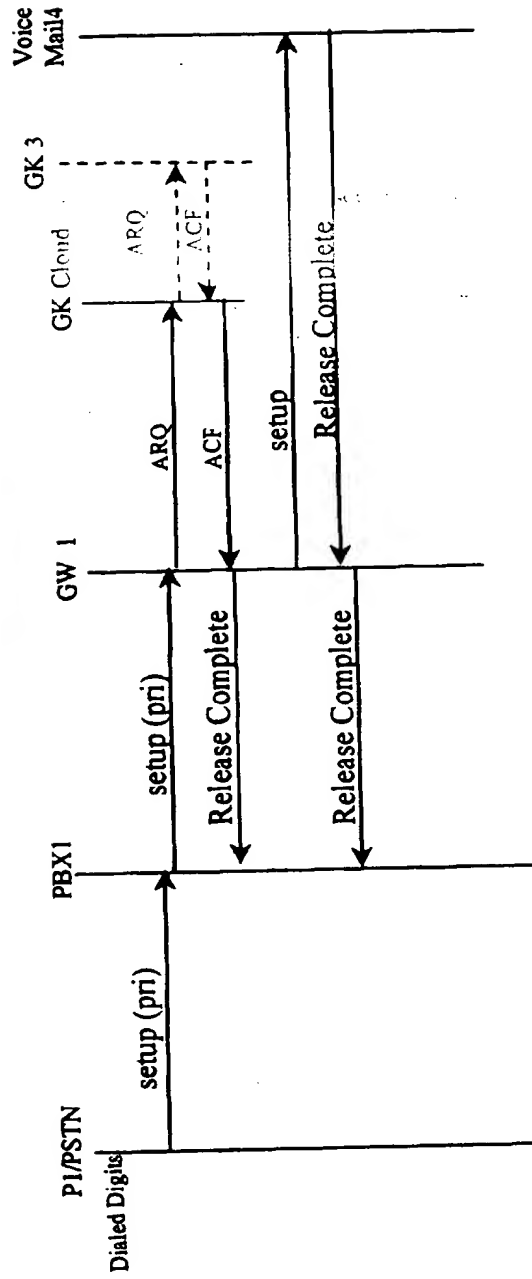 P1/PSTN
Dialed Digits
PBX1
GW 1
GK Cloud
GK 3
Voice
Mail4
setup (pri)
setup (pri)
ARQ
ARQ
ACF
ACF
Release Complete
setup
Release Complete
Release Complete